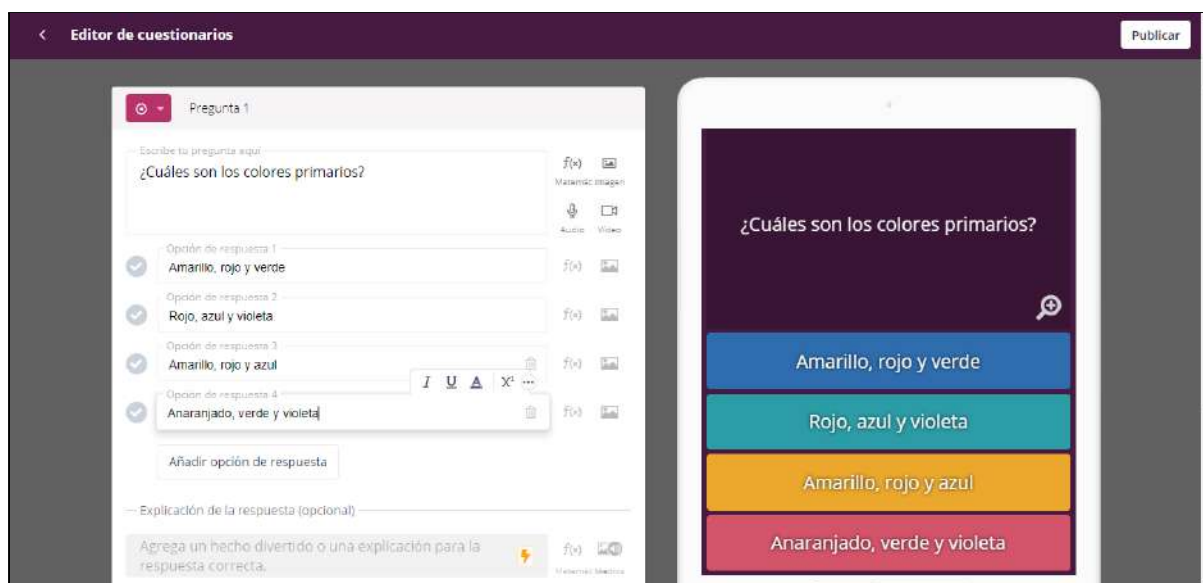 Editor de cuestionarios
Publicar
Pregunta 1
Escribe tu pregunta aquí
¿Cuáles son los colores primarios?
f(x)
Matemátic Imagen
Audio Vídeo
Opción de respuesta 1
Amarillo, rojo y verde
f(x)
Opción de respuesta 2
Rojo, azul y violeta
f(x)
Opción de respuesta 3
Amarillo, rojo y azul
f(x)
I U A X²
Opción de respuesta 4
Anaranjado, verde y violeta
f(x)
Añadir opción de respuesta
Explicación de la respuesta (opcional)
Agrega un hecho divertido o una explicación para la
respuesta correcta.
f(x)
¿Cuáles son los colores primarios?
Amarillo, rojo y verde
Rojo, azul y violeta
Amarillo, rojo y azul
Anaranjado, verde y violeta